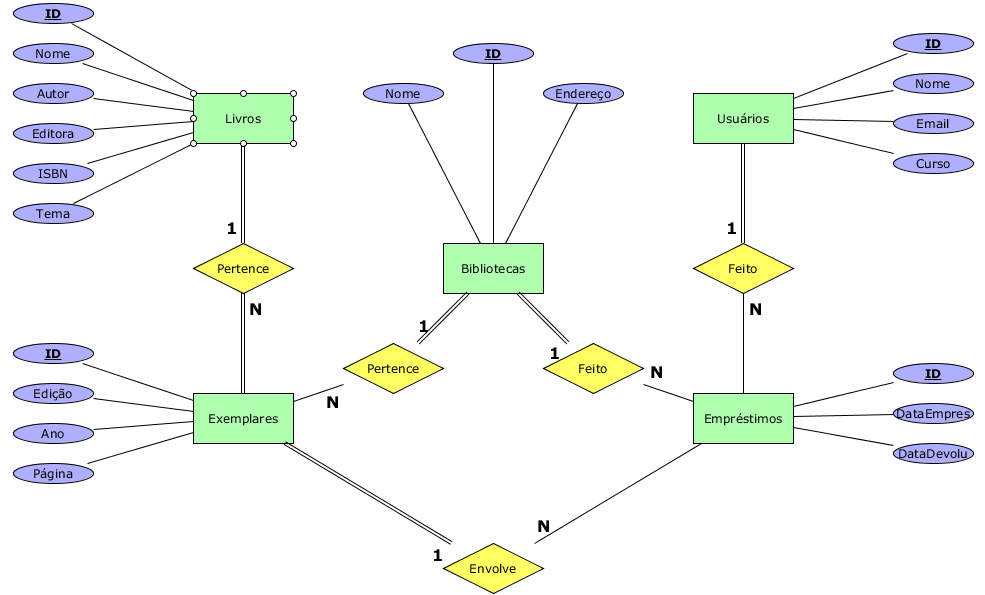 ID
Nome
Autor
Editora
ISBN
Tema
Livros
ID
Nome
Endereço
Bibliotecas
ID
Nome
Email
Curso
Usuários
1
Pertence
N
1
Pertence
N
1
Feito
N
1
Feito
N
ID
Edição
Ano
Página
Exemplares
Empréstimos
ID
DataEmpres
DataDevolu
1
Envolve
N